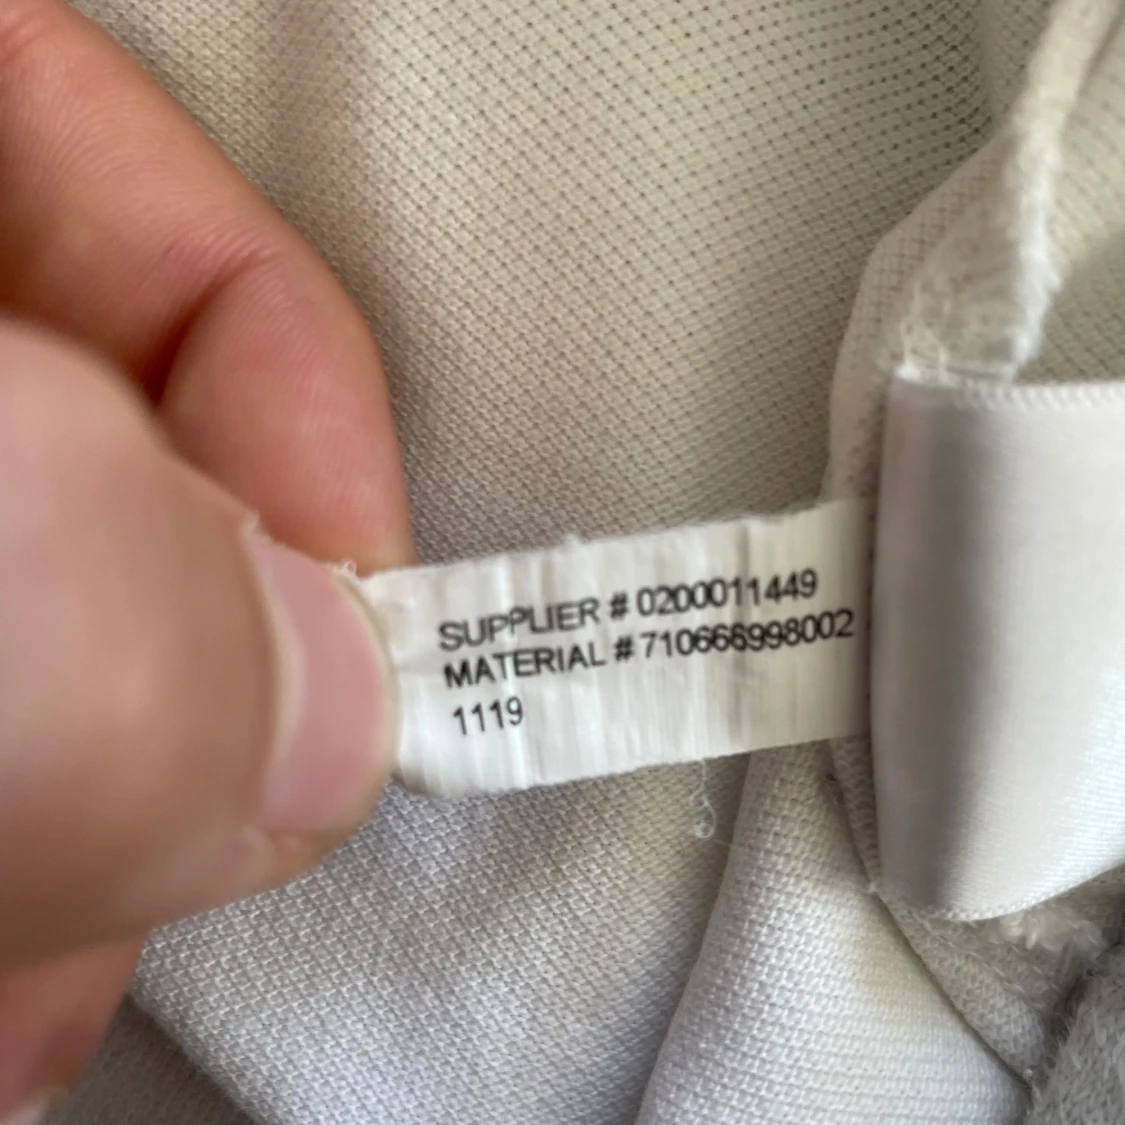 SUPPLIER # 0200011449
MATERIAL # 710666998002
1119